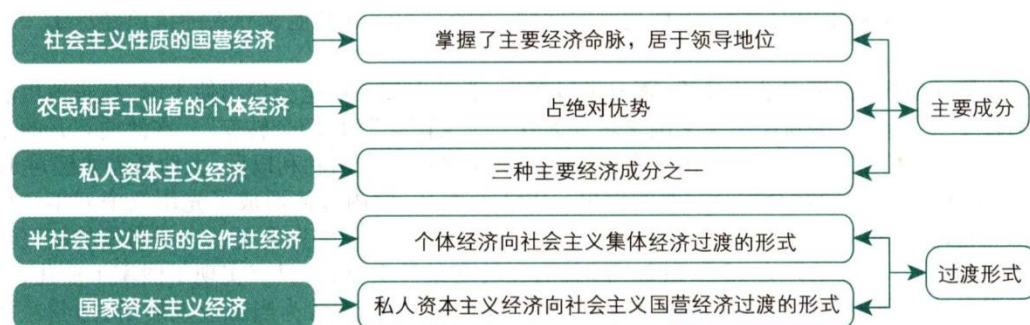 社会主义性质的国营经济
掌握了主要经济命脉，居于领导地位
农民和手工业者的个体经济
占绝对优势
主要成分
私人资本主义经济
三种主要经济成分之一
半社会主义性质的合作社经济
个体经济向社会主义集体经济过渡的形式
过渡形式
国家资本主义经济
私人资本主义经济向社会主义国营经济过渡的形式